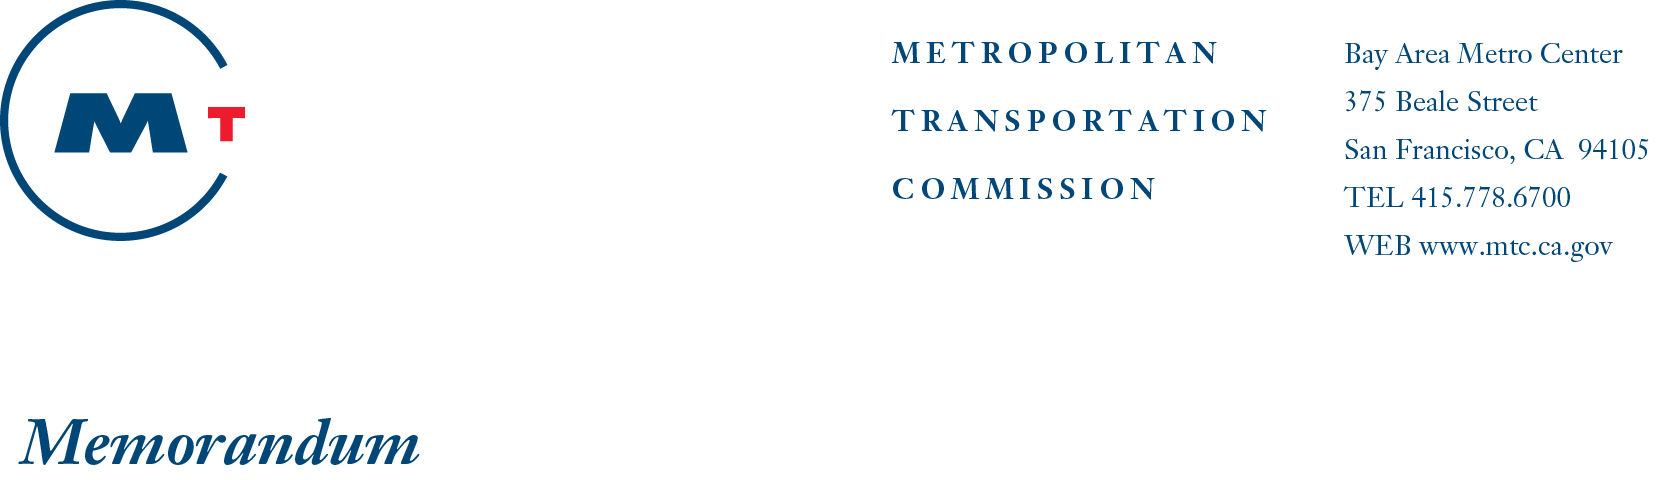 MT
METROPOLITAN
TRANSPORTATION
COMMISSION
Bay Area Metro Center
375 Beale Street
San Francisco, CA  94105
TEL 415.778.6700
WEB www.mtc.ca.gov
Memorandum